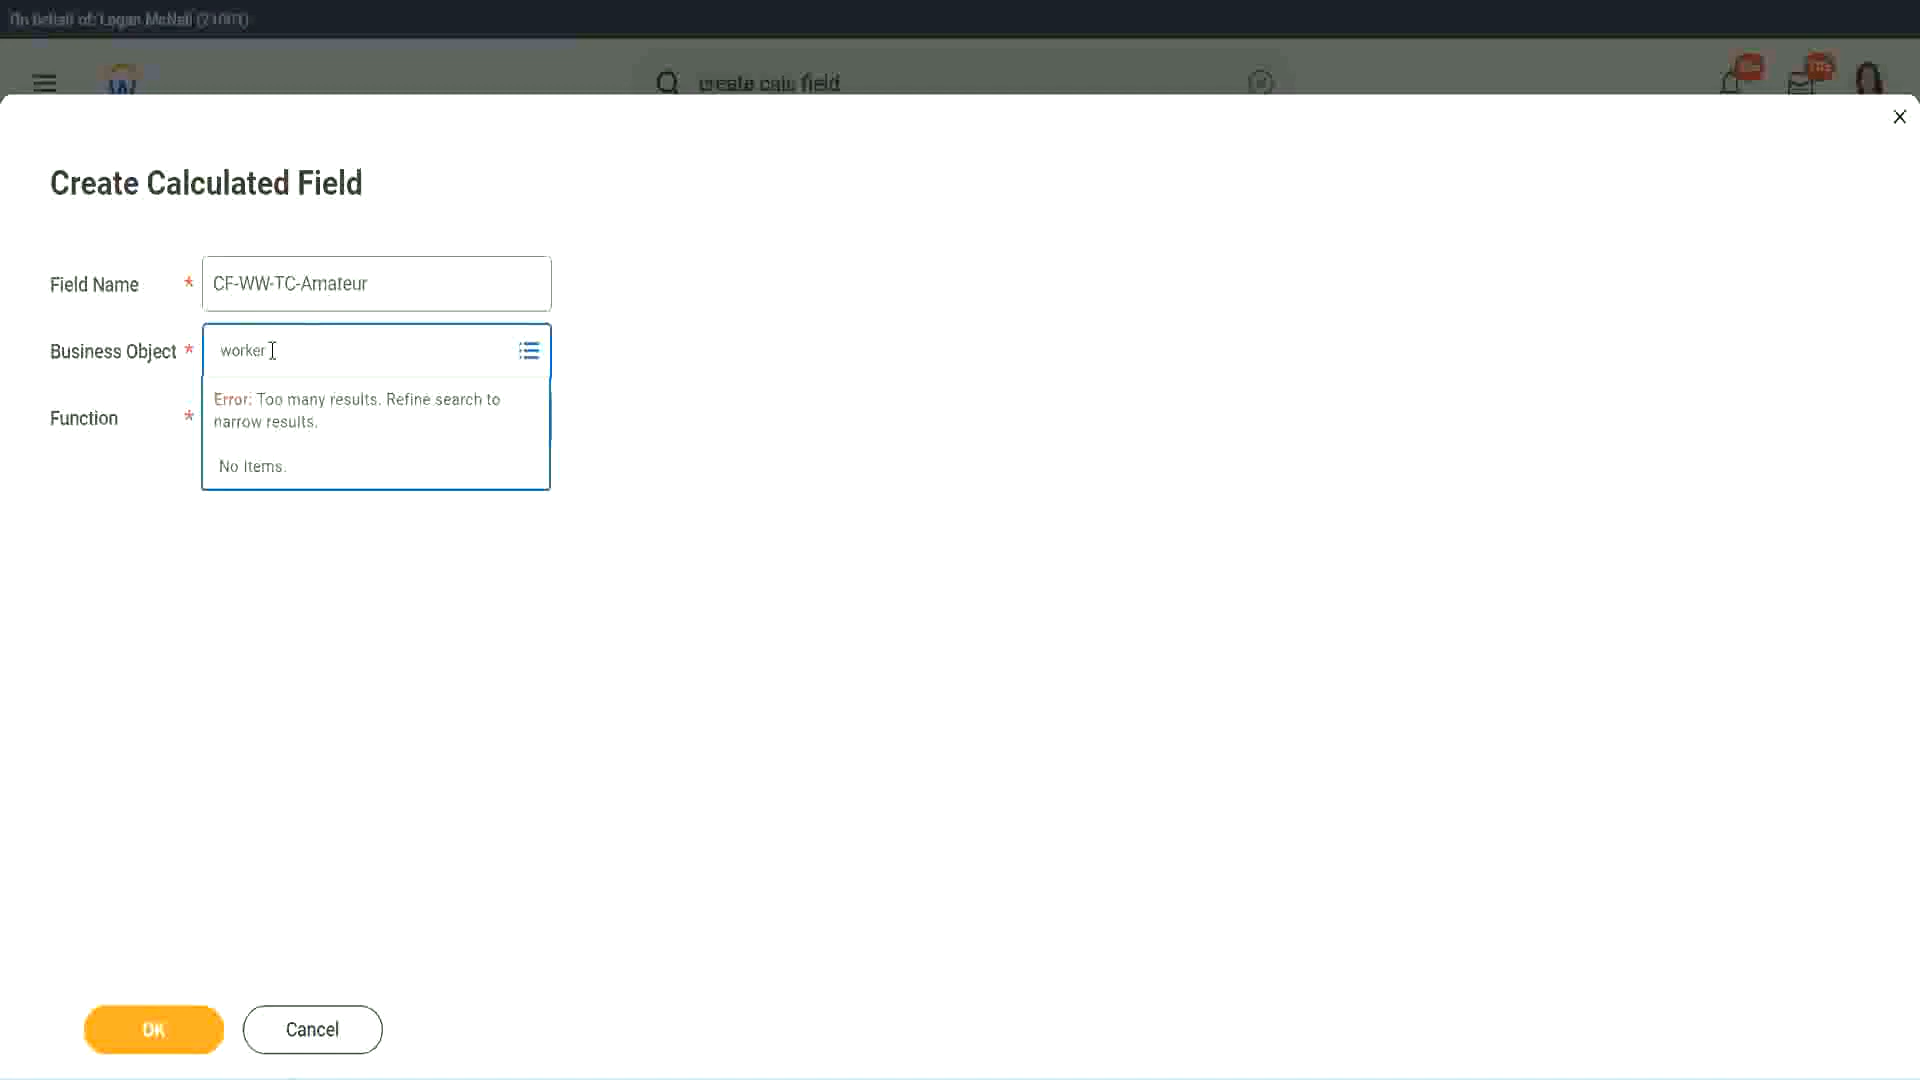 On behalf of: Logan McNeil (21001)
create calc field
Create Calculated Field
Field Name *
CF-WW-TC-Amateur
Business Object *
worker
Error: Too many results. Refine search to
narrow results.
No Items.
Function *
OK
Cancel